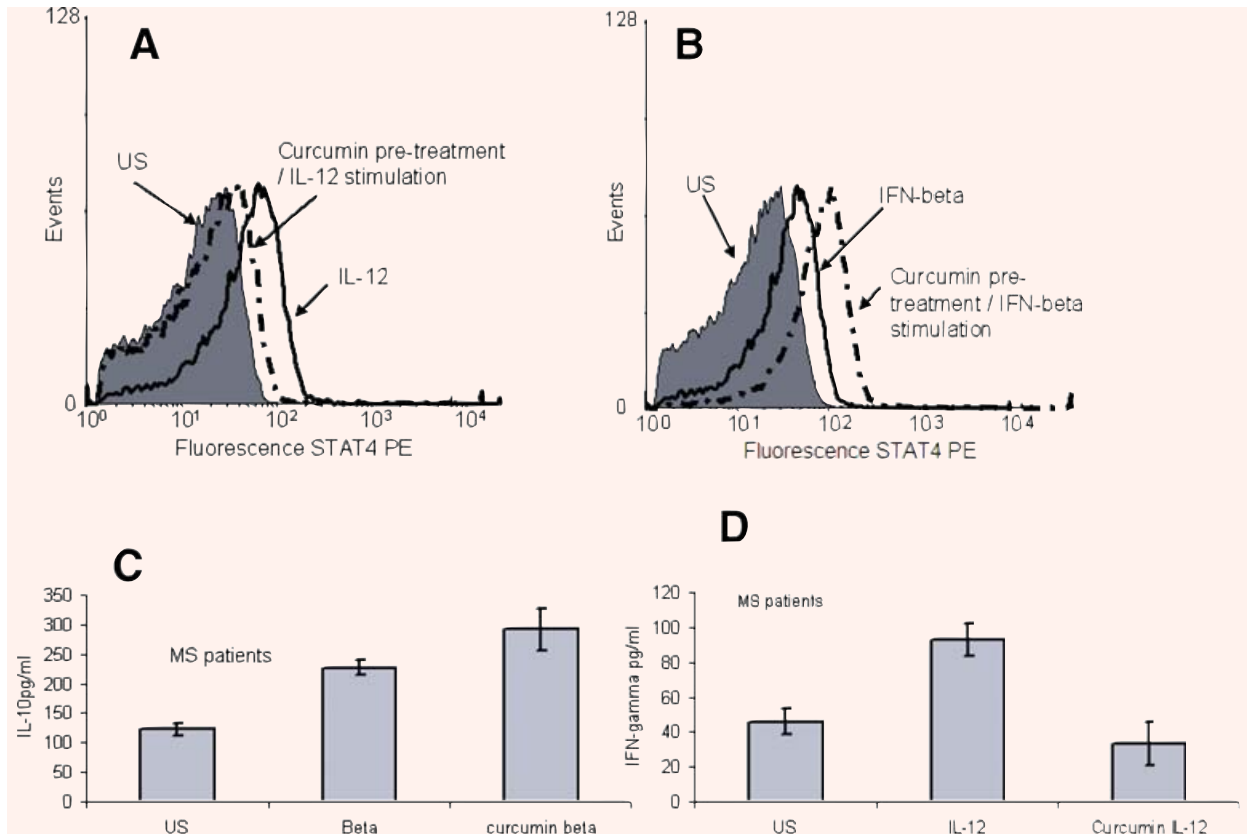 A
128
US
Curcumin pre-treatment
/ IL-12 stimulation
IL-12
Events
0
10⁰ 10¹ 10² 10³ 10⁴
Fluorescence STAT4 PE
B
128
US
IFN-beta
Curcumin pre-
treatment / IFN-beta
stimulation
Events
0
10⁰ 10¹ 10² 10³ 10⁴
Fluorescence STAT4 PE
C
MS patients
IL-10pg/ml
350
300
250
200
150
100
50
0
US Beta curcumin beta
D
MS patients
IFN-gamma pg/ml
120
100
80
60
40
20
0
US IL-12 Curcumin IL-12